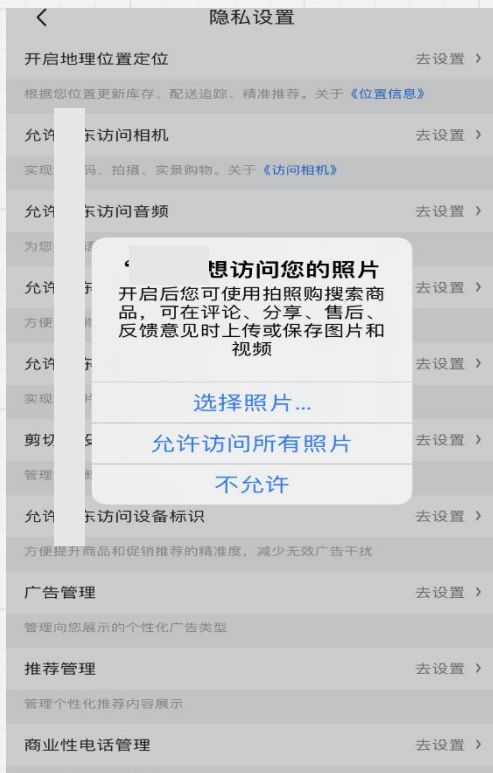 隐私设置
开启地理位置定位 去设置
根据您位置更新库存、配送追踪、精准推荐。关于《位置信息》
允许 东访问相机 去设置
实现 码、拍摄、实景购物。关于《访问相机》
允许 东访问音频 去设置
为您
想访问您的照片
允许 去设置
开启后您可使用拍照购搜索商
品，可在评论、分享、售后、
反馈意见时上传或保存图片和
视频
方便
允许 去设置
实现
选择照片...
剪切 去设置
允许访问所有照片
管理
不允许
允许 东访问设备标识 去设置
方便提升商品和促销推荐的精准度，减少无效广告干扰
广告管理 去设置
管理向您展示的个性化广告类型
推荐管理 去设置
管理个性化推荐内容展示
商业性电话管理 去设置